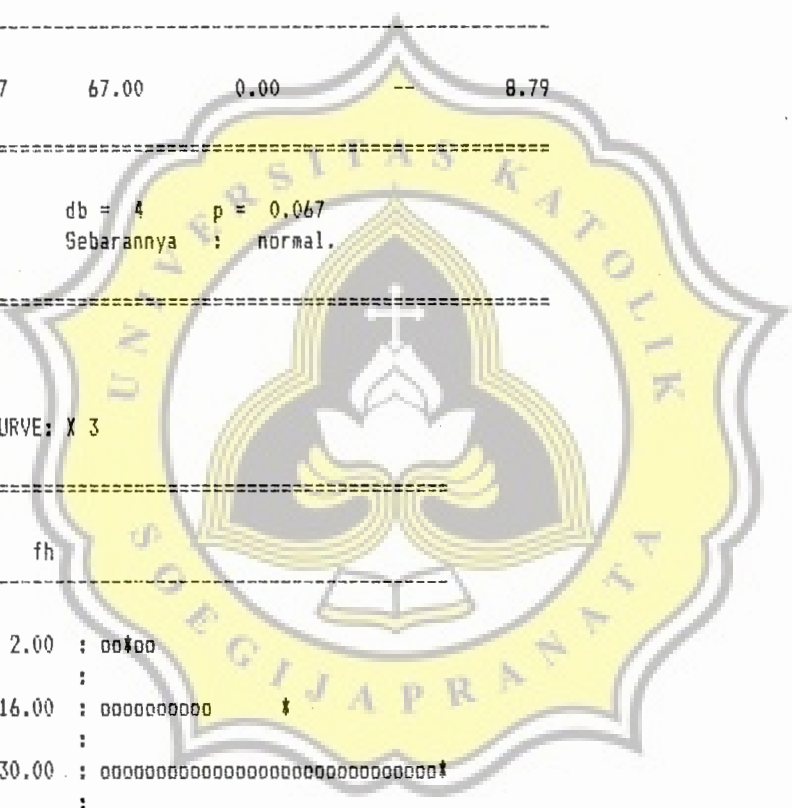 7 67.00 0.00 -- 8.79
db = 4 p = 0.067
Sebarannya : normal.
URVE: X 3
fh
2.00 : oo*oo
:
16.00 : oooooooooo *
:
30.00 : oooooooooooooooooooooooooooooo*
:
UNIVERSITAS KATOLIK
SOEGIJAPRANATA